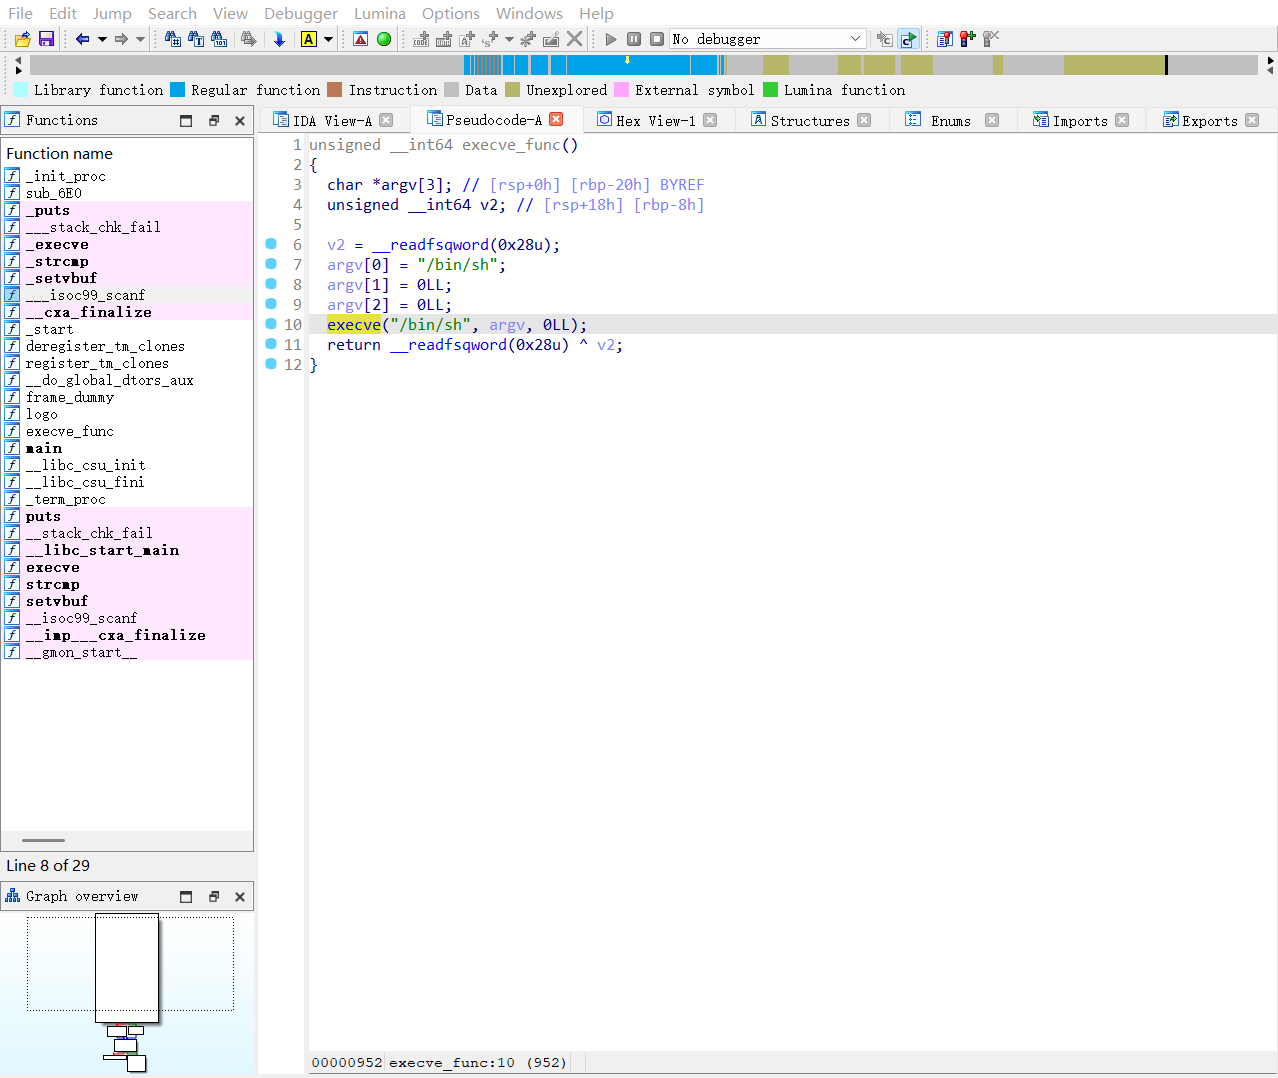 File Edit Jump Search View Debugger Lumina Options Windows Help
No debugger
Library function Regular function Instruction Data Unexplored External symbol Lumina function
Functions
IDA View-A Pseudocode-A Hex View-1 Structures Enums Imports Exports
Function name
_init_proc
sub_6E0
_puts
___stack_chk_fail
_execve
_strcmp
_setvbuf
___isoc99_scanf
__cxa_finalize
_start
deregister_tm_clones
register_tm_clones
__do_global_dtors_aux
frame_dummy
logo
execve_func
main
__libc_csu_init
__libc_csu_fini
_term_proc
puts
__stack_chk_fail
__libc_start_main
execve
strcmp
setvbuf
__isoc99_scanf
__imp___cxa_finalize
__gmon_start__
Line 8 of 29
Graph overview
1 unsigned __int64 execve_func()
2 {
3 char *argv[3]; // [rsp+0h] [rbp-20h] BYREF
4 unsigned __int64 v2; // [rsp+18h] [rbp-8h]
5
6 v2 = __readfsqword(0x28u);
7 argv[0] = "/bin/sh";
8 argv[1] = 0LL;
9 argv[2] = 0LL;
10 execve("/bin/sh", argv, 0LL);
11 return __readfsqword(0x28u) ^ v2;
12 }
00000952 execve_func:10 (952)